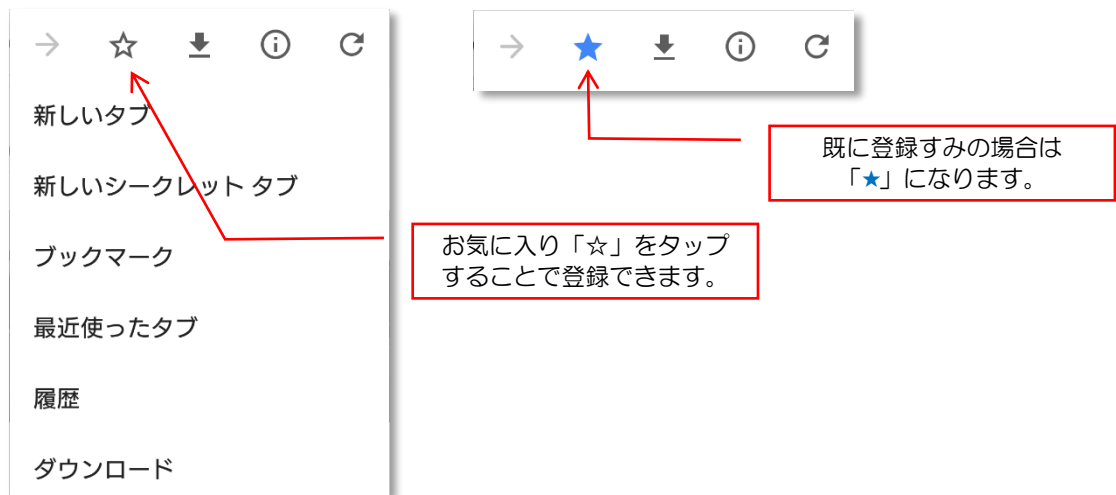 新しいタブ
新しいシークレット タブ
ブックマーク
最近使ったタブ
履歴
ダウンロード
既に登録すみの場合は
「★」になります。
お気に入り「☆」をタップ
することで登録できます。